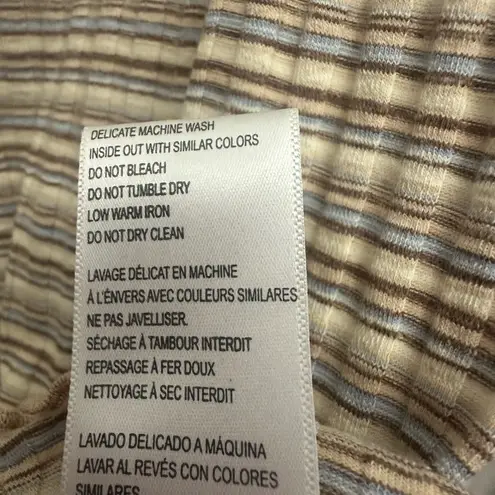 DELICATE MACHINE WASH
INSIDE OUT WITH SIMILAR COLORS
DO NOT BLEACH
DO NOT TUMBLE DRY
LOW WARM IRON
DO NOT DRY CLEAN
LAVAGE DÉLICAT EN MACHINE
À L'ÉNVERS AVEC COULEURS SIMILARES
NE PAS JAVELLISER.
SÉCHAGE À TAMBOUR INTERDIT
REPASSAGE À FER DOUX
NETTOYAGE À SEC INTERDIT
LAVADO DELICADO A MÁQUINA
LAVAR AL REVÉS CON COLORES
SIMILARES